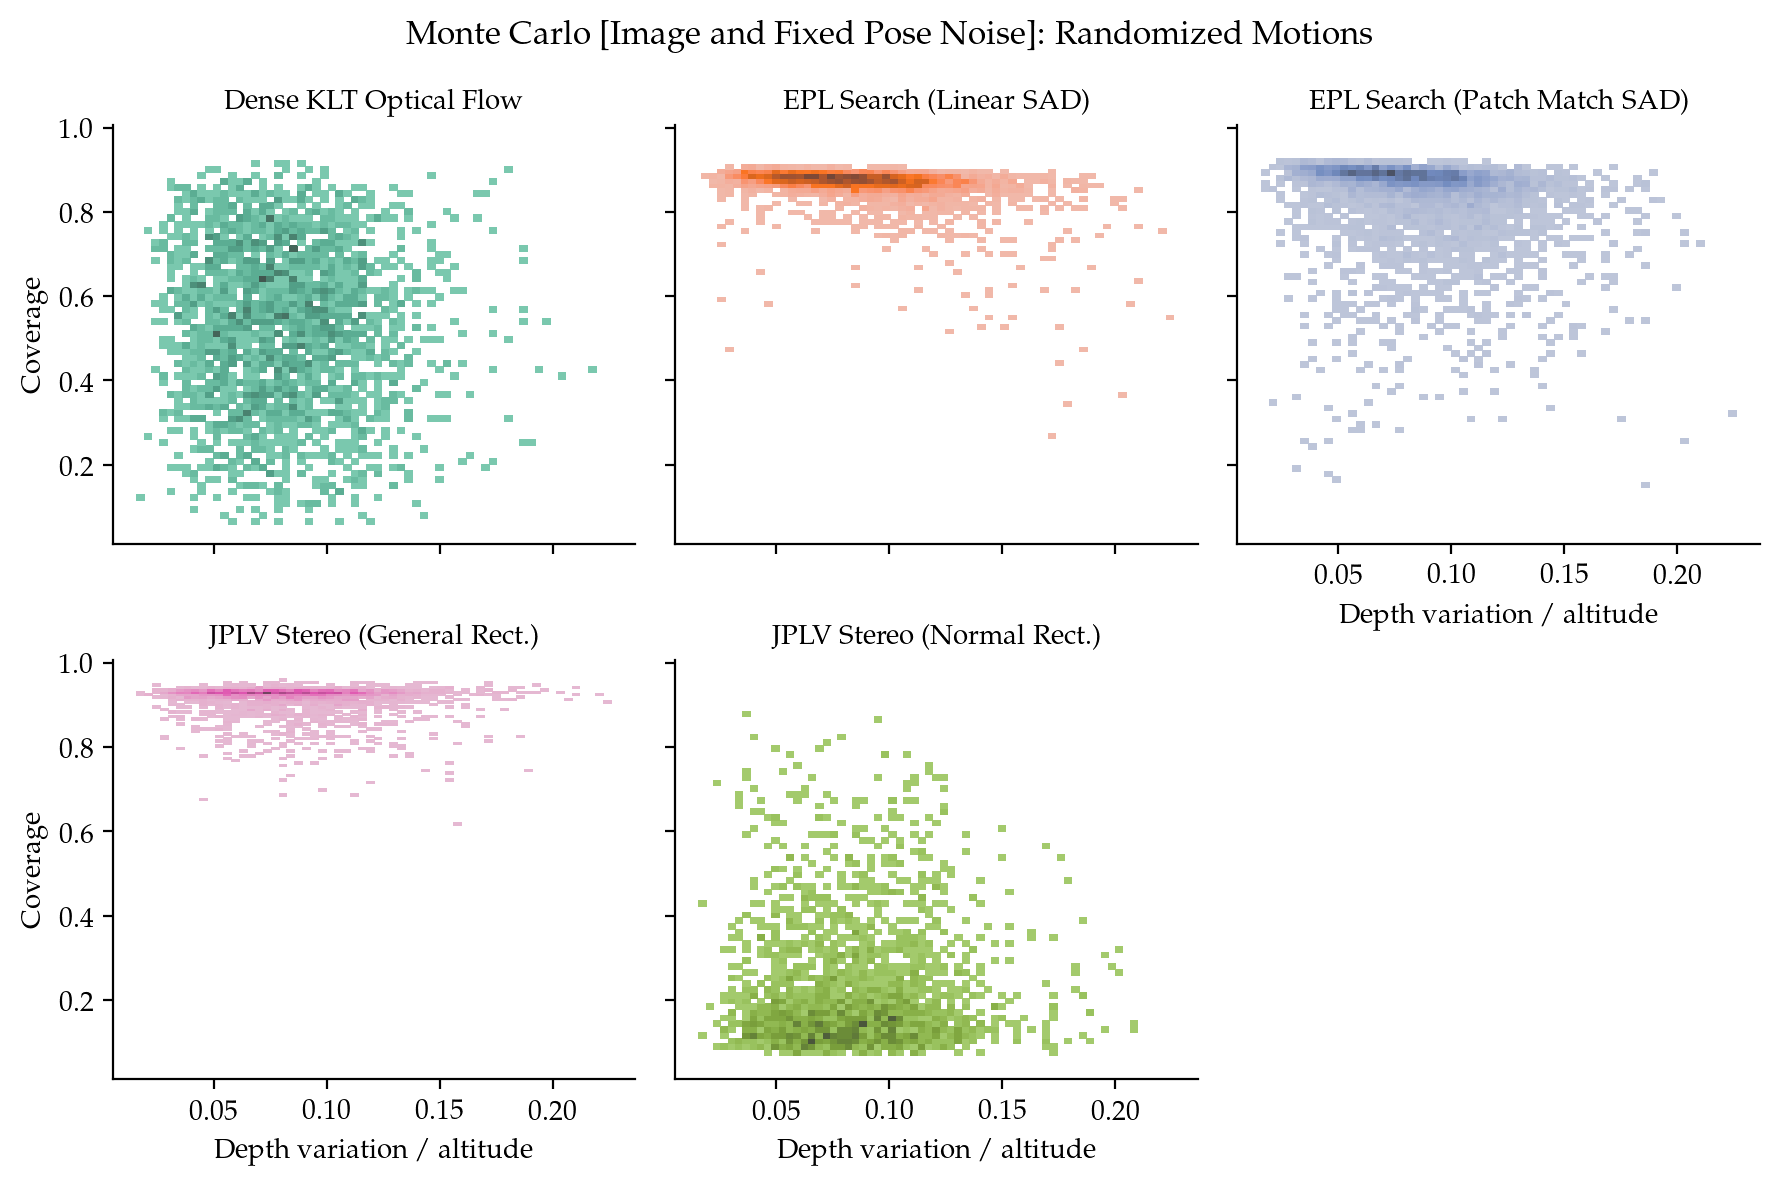 Monte Carlo [Image and Fixed Pose Noise]: Randomized Motions
Dense KLT Optical Flow
EPL Search (Linear SAD)
EPL Search (Patch Match SAD)
1.0
0.8
0.6
0.4
0.2
Coverage
0.05 0.10 0.15 0.20
Depth variation / altitude
JPLV Stereo (General Rect.)
JPLV Stereo (Normal Rect.)
1.0
0.8
0.6
0.4
0.2
Coverage
0.05 0.10 0.15 0.20
Depth variation / altitude
0.05 0.10 0.15 0.20
Depth variation / altitude